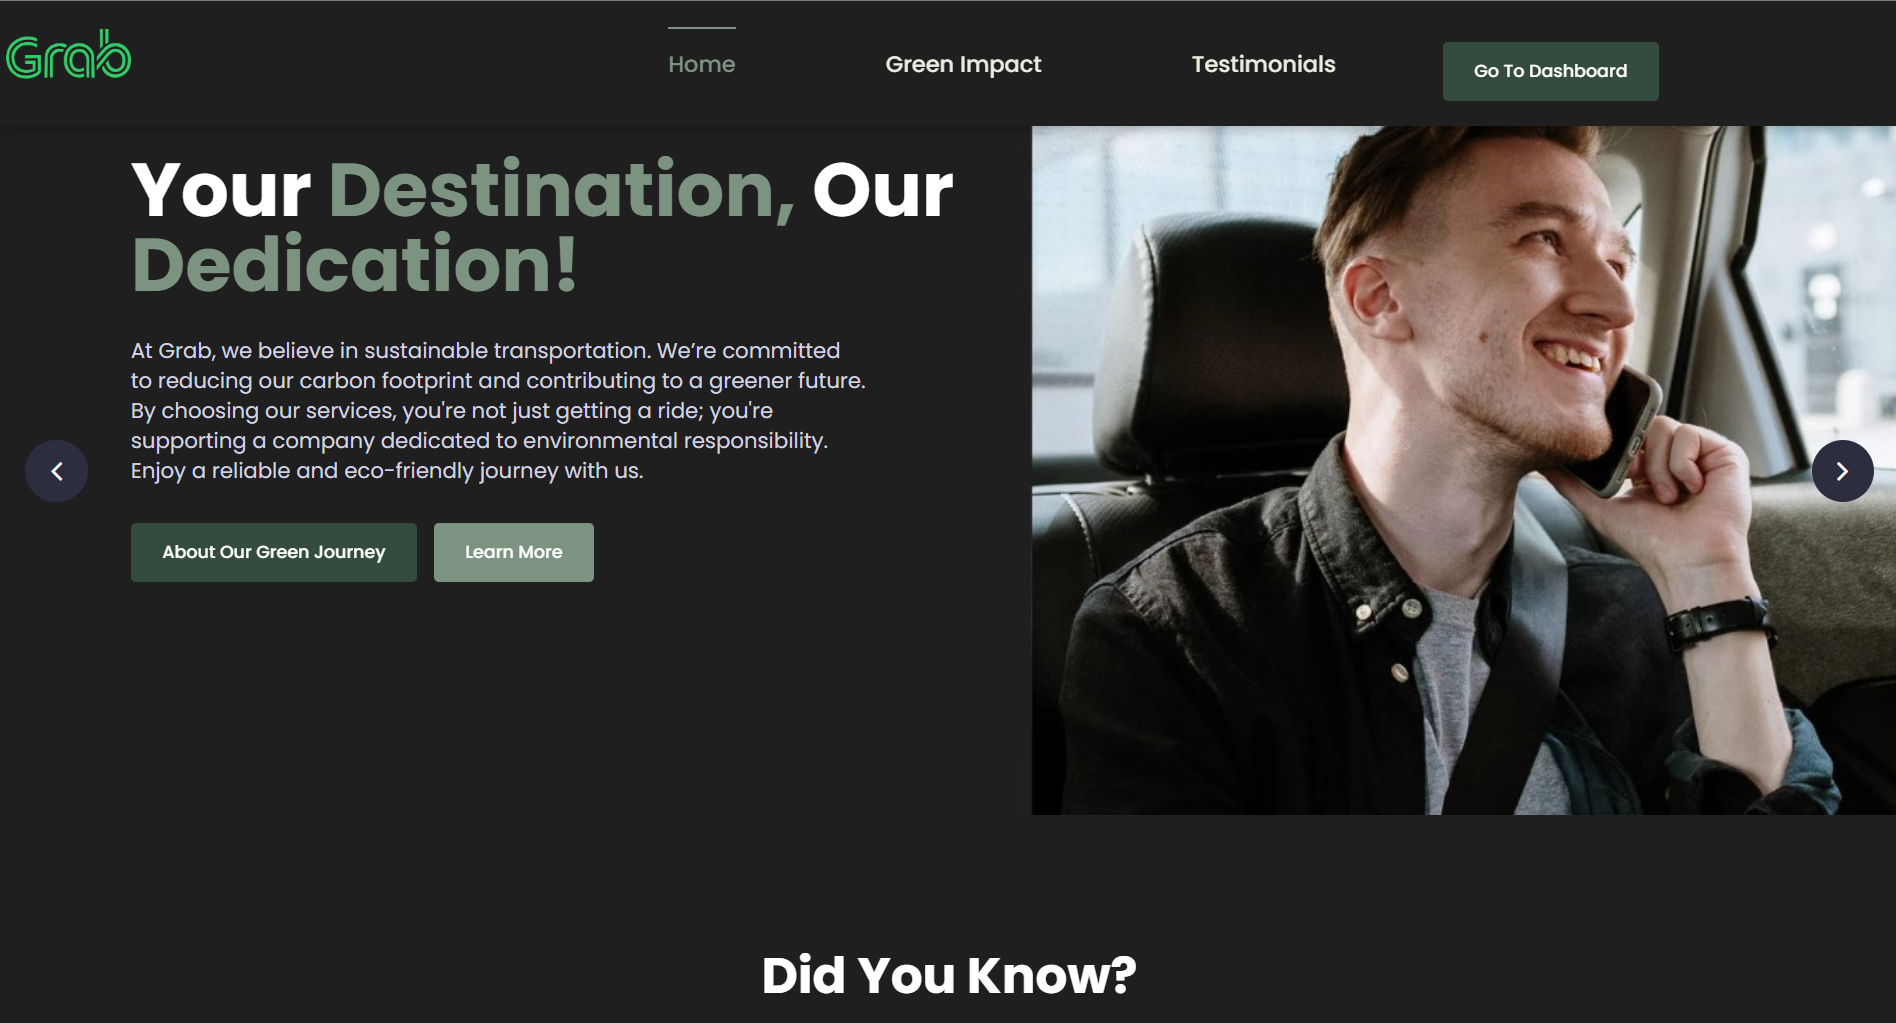 Grab
Home
Green Impact
Testimonials
Go To Dashboard
Your Destination, Our
Dedication!
At Grab, we believe in sustainable transportation. We’re committed
to reducing our carbon footprint and contributing to a greener future.
By choosing our services, you're not just getting a ride; you're
supporting a company dedicated to environmental responsibility.
Enjoy a reliable and eco-friendly journey with us.
About Our Green Journey
Learn More
Did You Know?